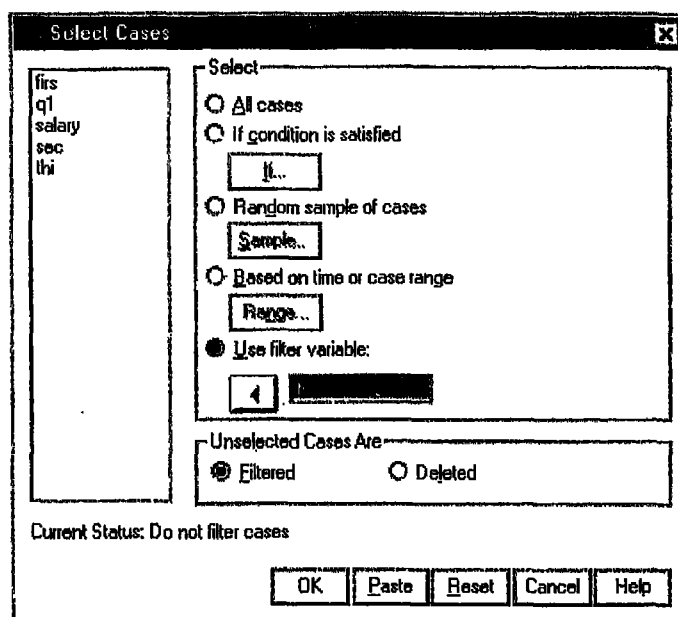 Select Cases
firs
q1
salary
sec
thi
Select
All cases
If condition is satisfied
If...
Random sample of cases
Sample..
Based on time or case range
Range...
Use filter variable:
Unselected Cases Are
Filtered
Deleted
Current Status: Do not filter cases
OK
Paste
Reset
Cancel
Help